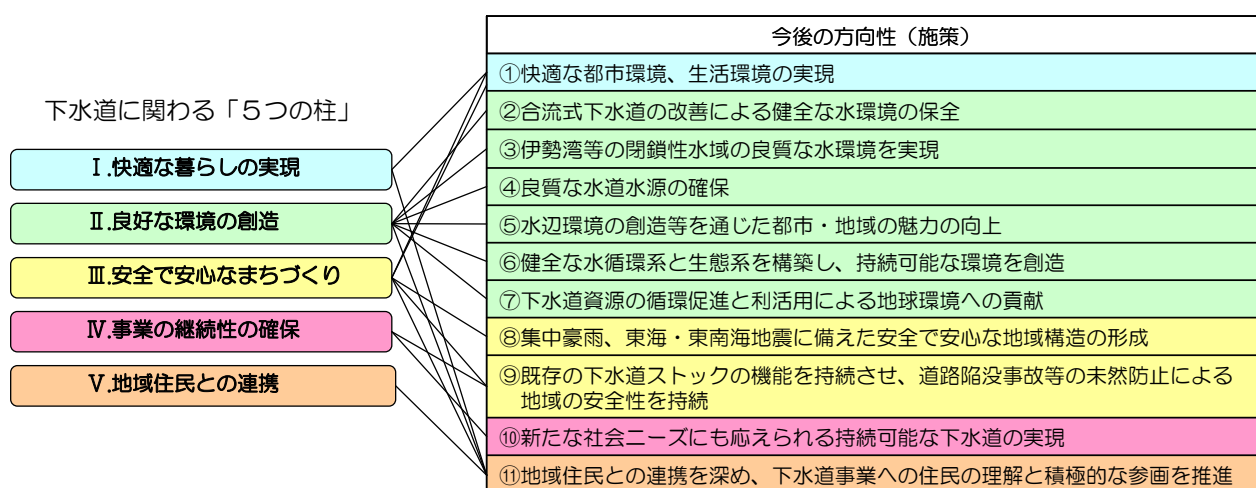 下水道に関わる「5つの柱」
Ⅰ.快適な暮らしの実現
Ⅱ.良好な環境の創造
Ⅲ.安全で安心なまちづくり
Ⅳ.事業の継続性の確保
Ⅴ.地域住民との連携
今後の方向性（施策）
①快適な都市環境、生活環境の実現
②合流式下水道の改善による健全な水環境の保全
③伊勢湾等の閉鎖性水域の良質な水環境を実現
④良質な水道水源の確保
⑤水辺環境の創造等を通じた都市・地域の魅力の向上
⑥健全な水循環系と生態系を構築し、持続可能な環境を創造
⑦下水道資源の循環促進と利活用による地球環境への貢献
⑧集中豪雨、東海・東南海地震に備えた安全で安心な地域構造の形成
⑨既存の下水道ストックの機能を持続させ、道路陥没事故等の未然防止による
地域の安全性を持続
⑩新たな社会ニーズにも応えられる持続可能な下水道の実現
⑪地域住民との連携を深め、下水道事業への住民の理解と積極的な参画を推進